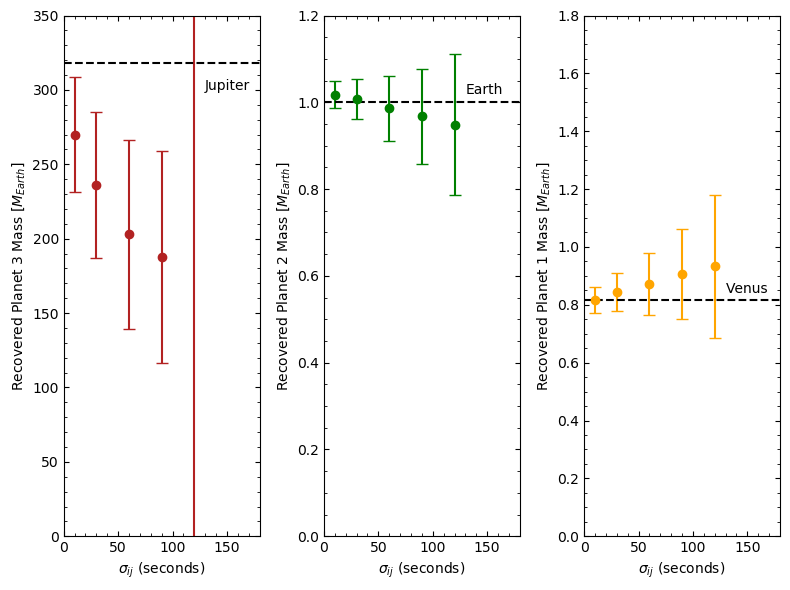 Recovered Planet 3 Mass [$M_{Earth}$]
350
300
250
200
150
100
50
0
Jupiter
0 50 100 150
$\sigma_{ij}$ (seconds)
Recovered Planet 2 Mass [$M_{Earth}$]
1.2
1.0
0.8
0.6
0.4
0.2
0.0
Earth
0 50 100 150
$\sigma_{ij}$ (seconds)
Recovered Planet 1 Mass [$M_{Earth}$]
1.8
1.6
1.4
1.2
1.0
0.8
0.6
0.4
0.2
0.0
Venus
0 50 100 150
$\sigma_{ij}$ (seconds)